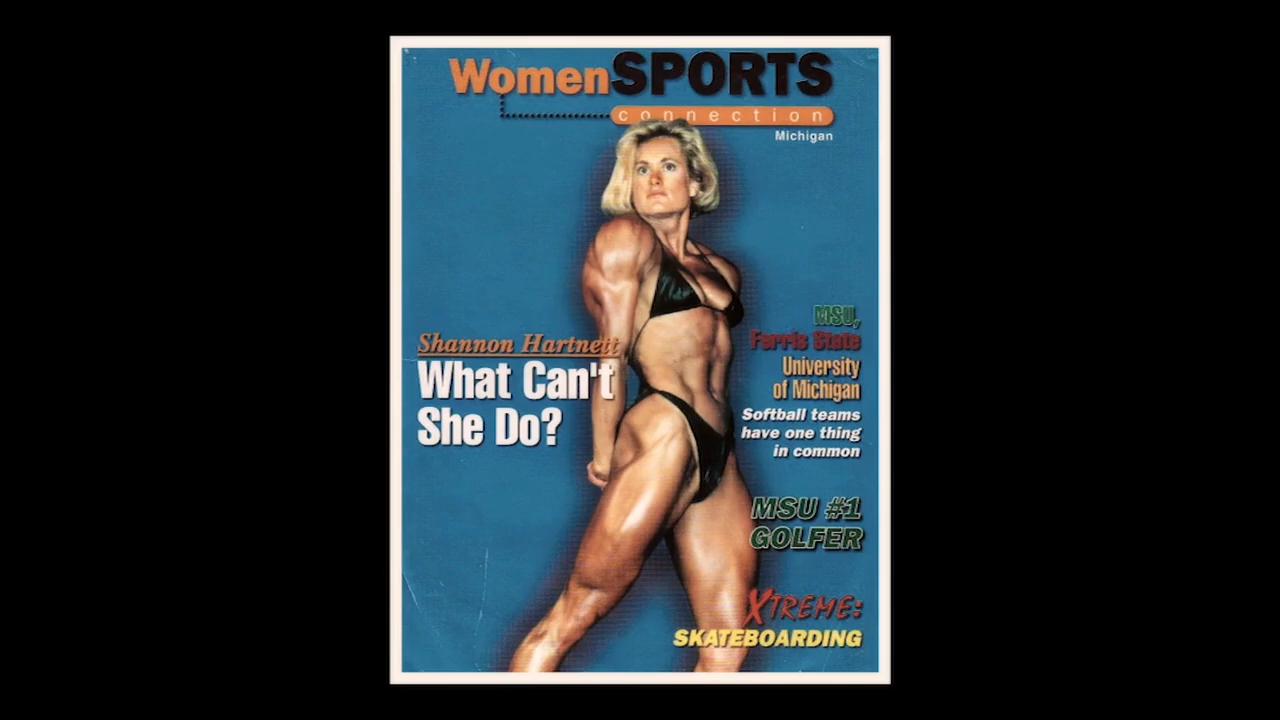 WomenSPORTS
connection
Michigan
Shannon Hartnett
What Can't
She Do?
MSU,
Ferris State
University
of Michigan
Softball teams
have one thing
in common
MSU #1
GOLFER
XTREME:
SKATEBOARDING